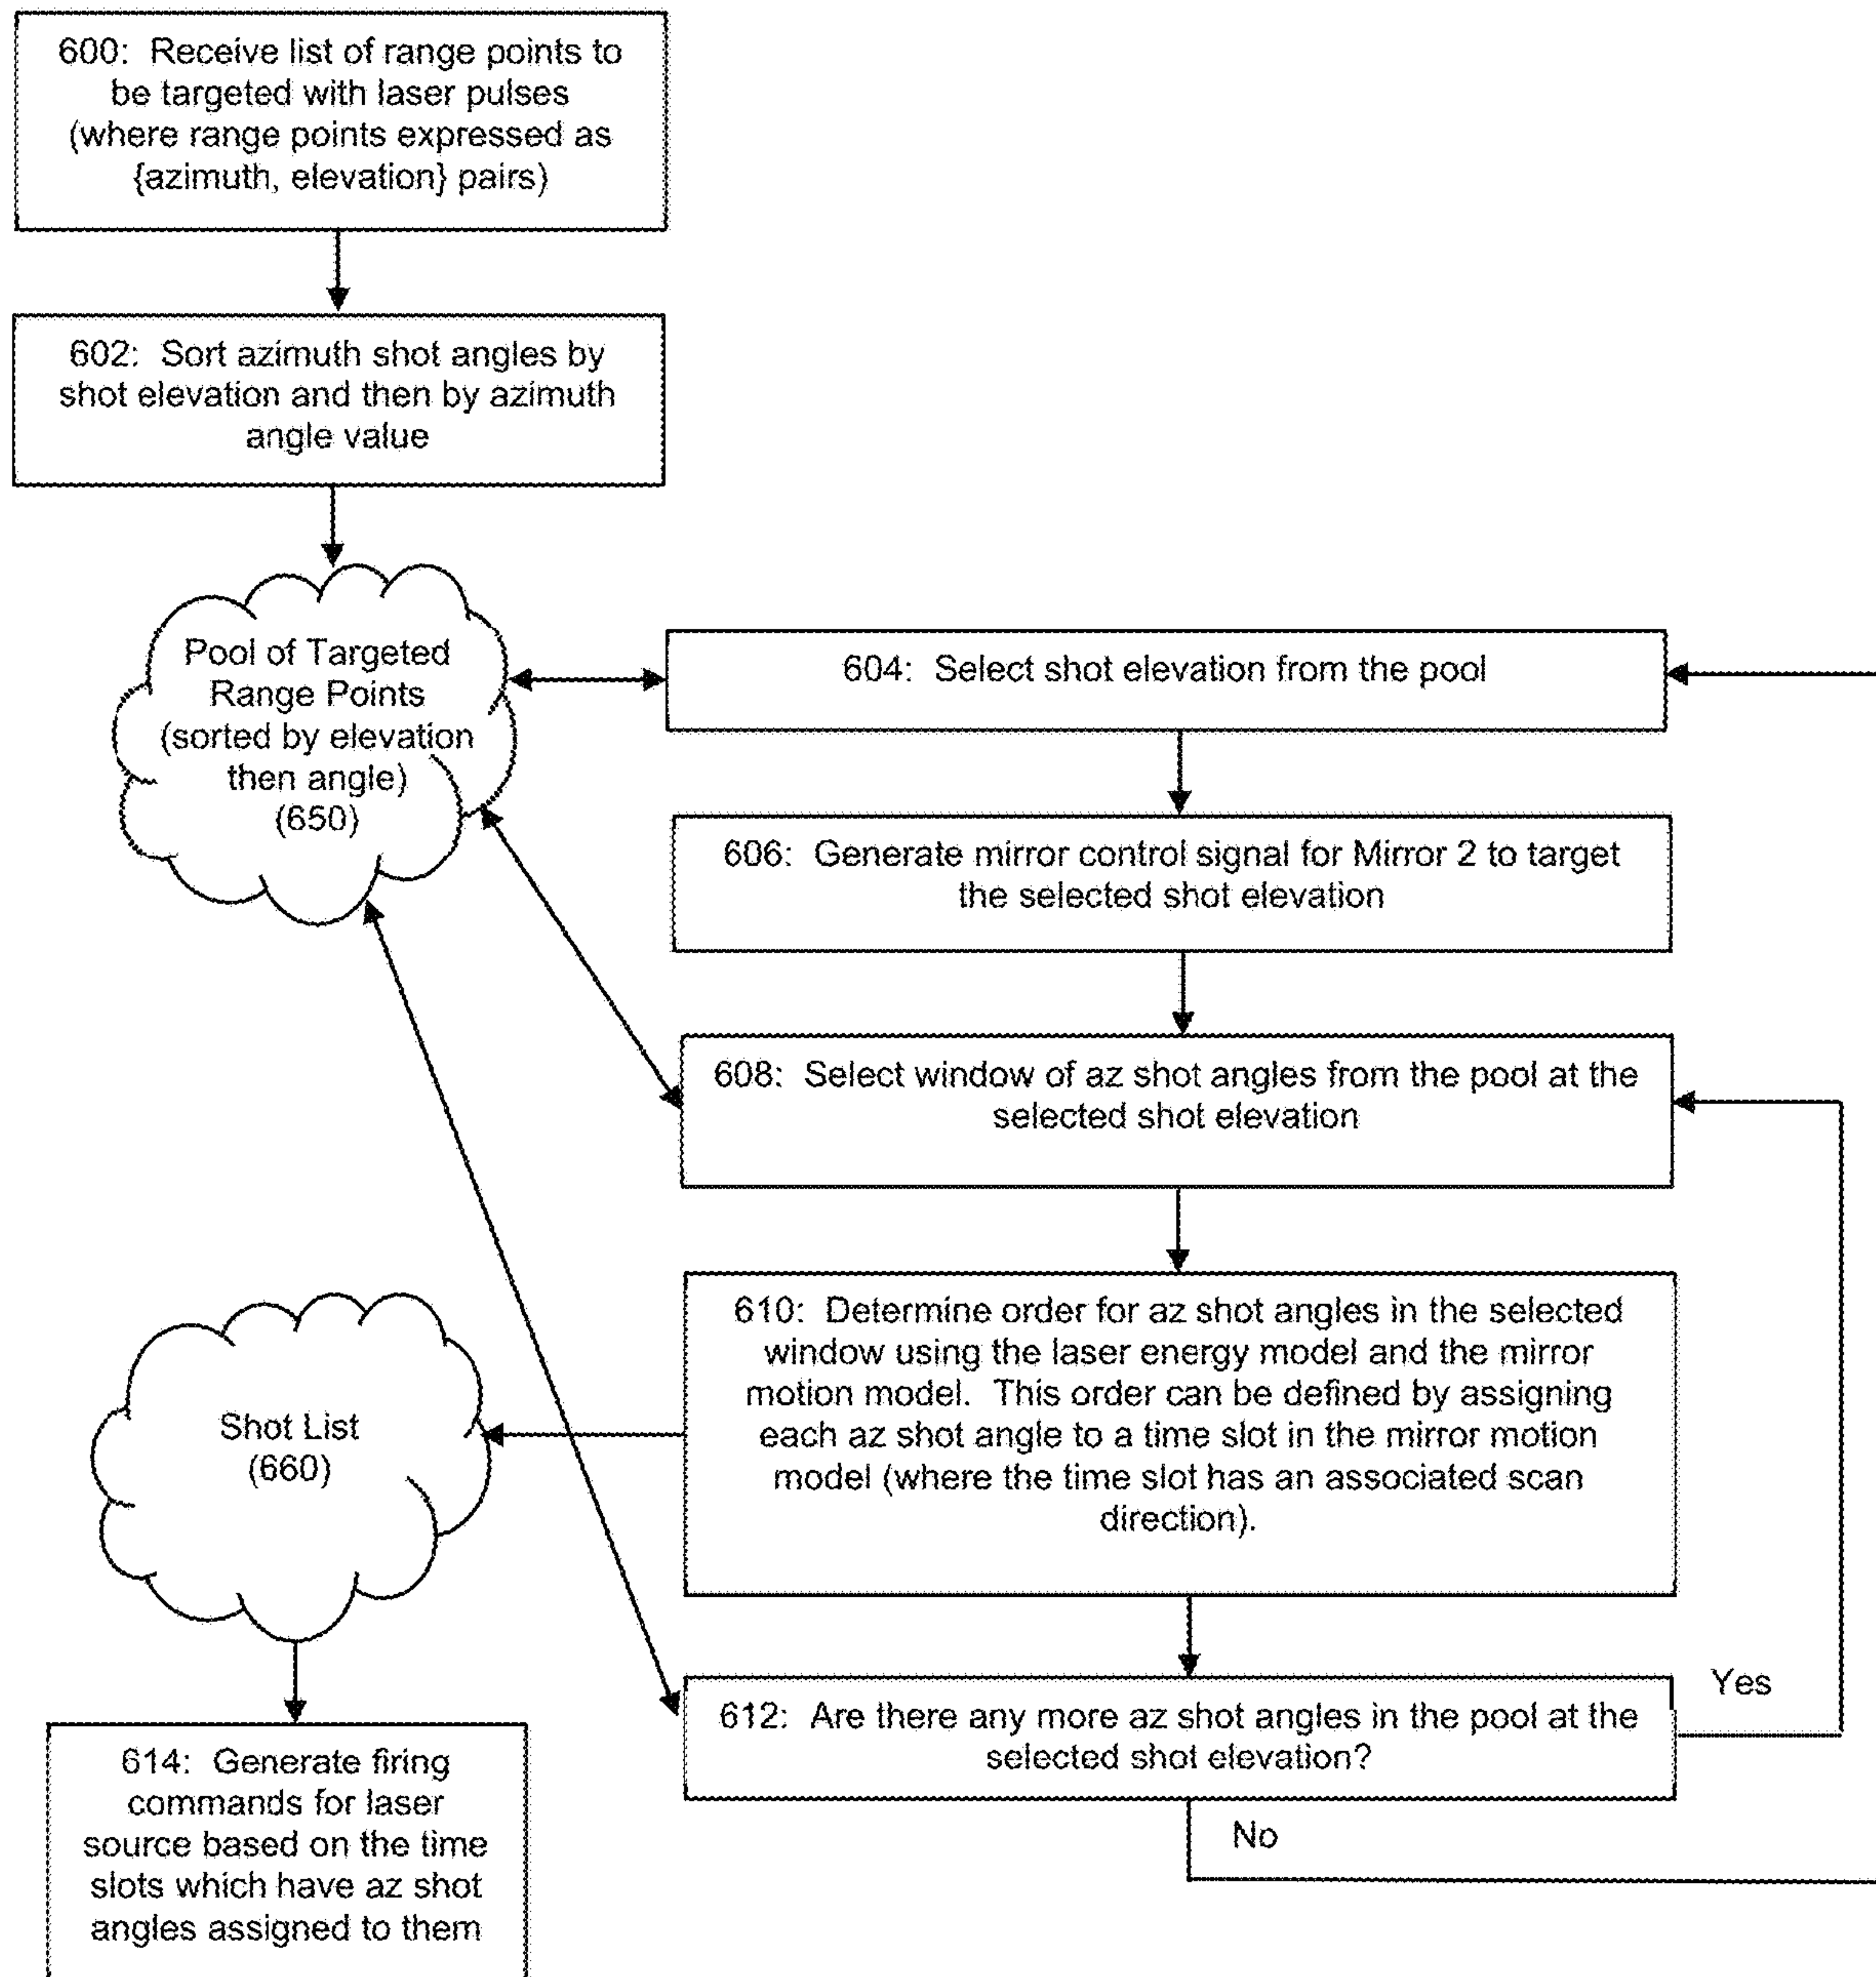 600: Receive list of range points to
be targeted with laser pulses
(where range points expressed as
{azimuth, elevation} pairs)
602: Sort azimuth shot angles by
shot elevation and then by azimuth
angle value
Pool of Targeted
Range Points
(sorted by elevation
then angle)
(650)
604: Select shot elevation from the pool
606: Generate mirror control signal for Mirror 2 to target
the selected shot elevation
608: Select window of az shot angles from the pool at the
selected shot elevation
610: Determine order for az shot angles in the selected
window using the laser energy model and the mirror
motion model. This order can be defined by assigning
each az shot angle to a time slot in the mirror motion
model (where the time slot has an associated scan
direction).
Shot List
(660)
612: Are there any more az shot angles in the pool at the
selected shot elevation?
Yes
No
614: Generate firing
commands for laser
source based on the time
slots which have az shot
angles assigned to them